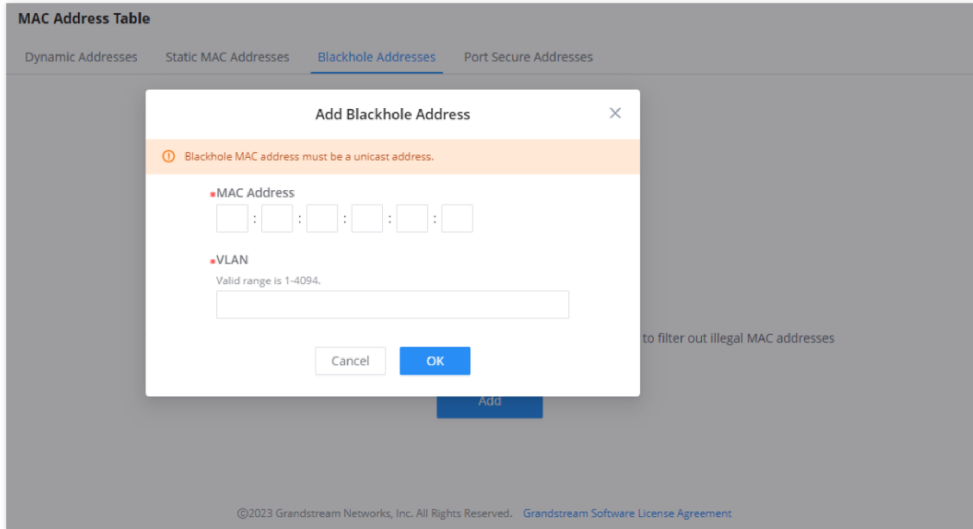 MAC Address Table
Dynamic Addresses Static MAC Addresses Blackhole Addresses Port Secure Addresses
Add Blackhole Address
Blackhole MAC address must be a unicast address.
*MAC Address
: : : : :
*VLAN
Valid range is 1-4094.
to filter out illegal MAC addresses
Cancel OK
Add
©2023 Grandstream Networks, Inc. All Rights Reserved. Grandstream Software License Agreement